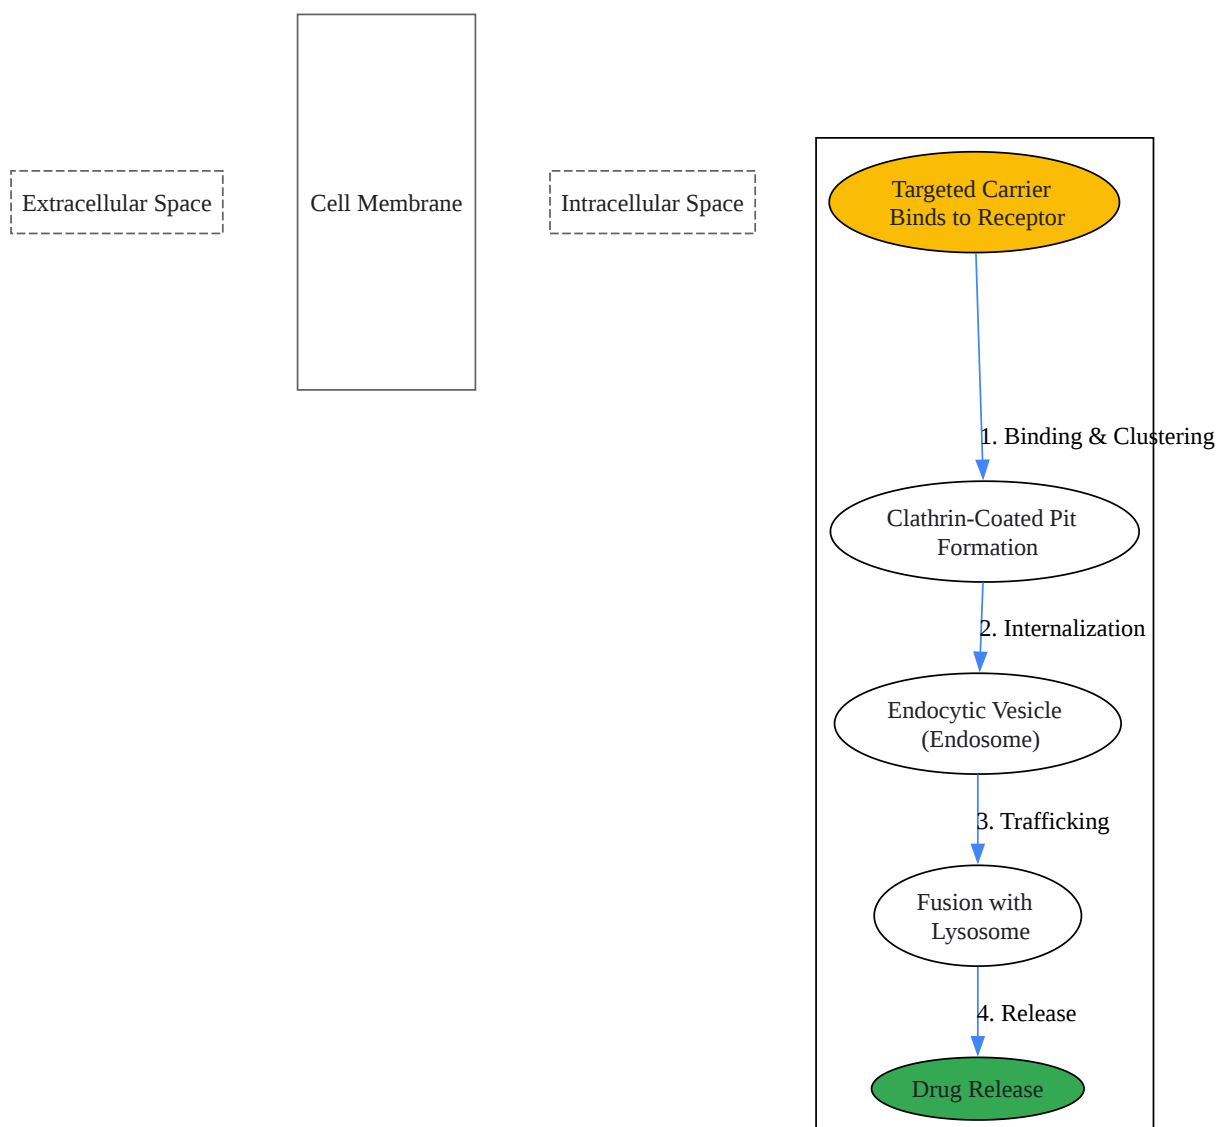 Extracellular Space
Cell Membrane
Intracellular Space
Targeted Carrier
Binds to Receptor
1. Binding & Clustering
Clathrin-Coated Pit
Formation
2. Internalization
Endocytic Vesicle
(Endosome)
3. Trafficking
Fusion with
Lysosome
4. Release
Drug Release